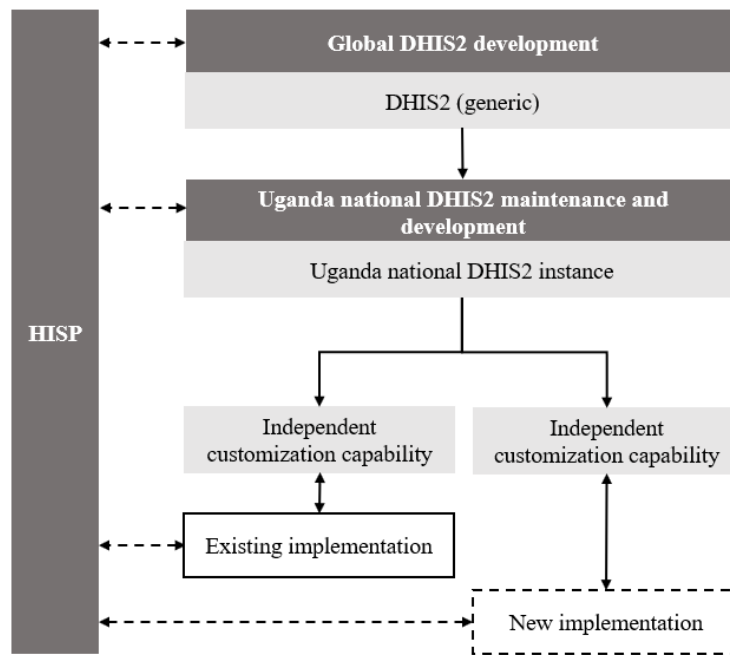 Global DHIS2 development
DHIS2 (generic)
Uganda national DHIS2 maintenance and
development
Uganda national DHIS2 instance
HISP
Independent
customization capability
Independent
customization capability
Existing implementation
New implementation